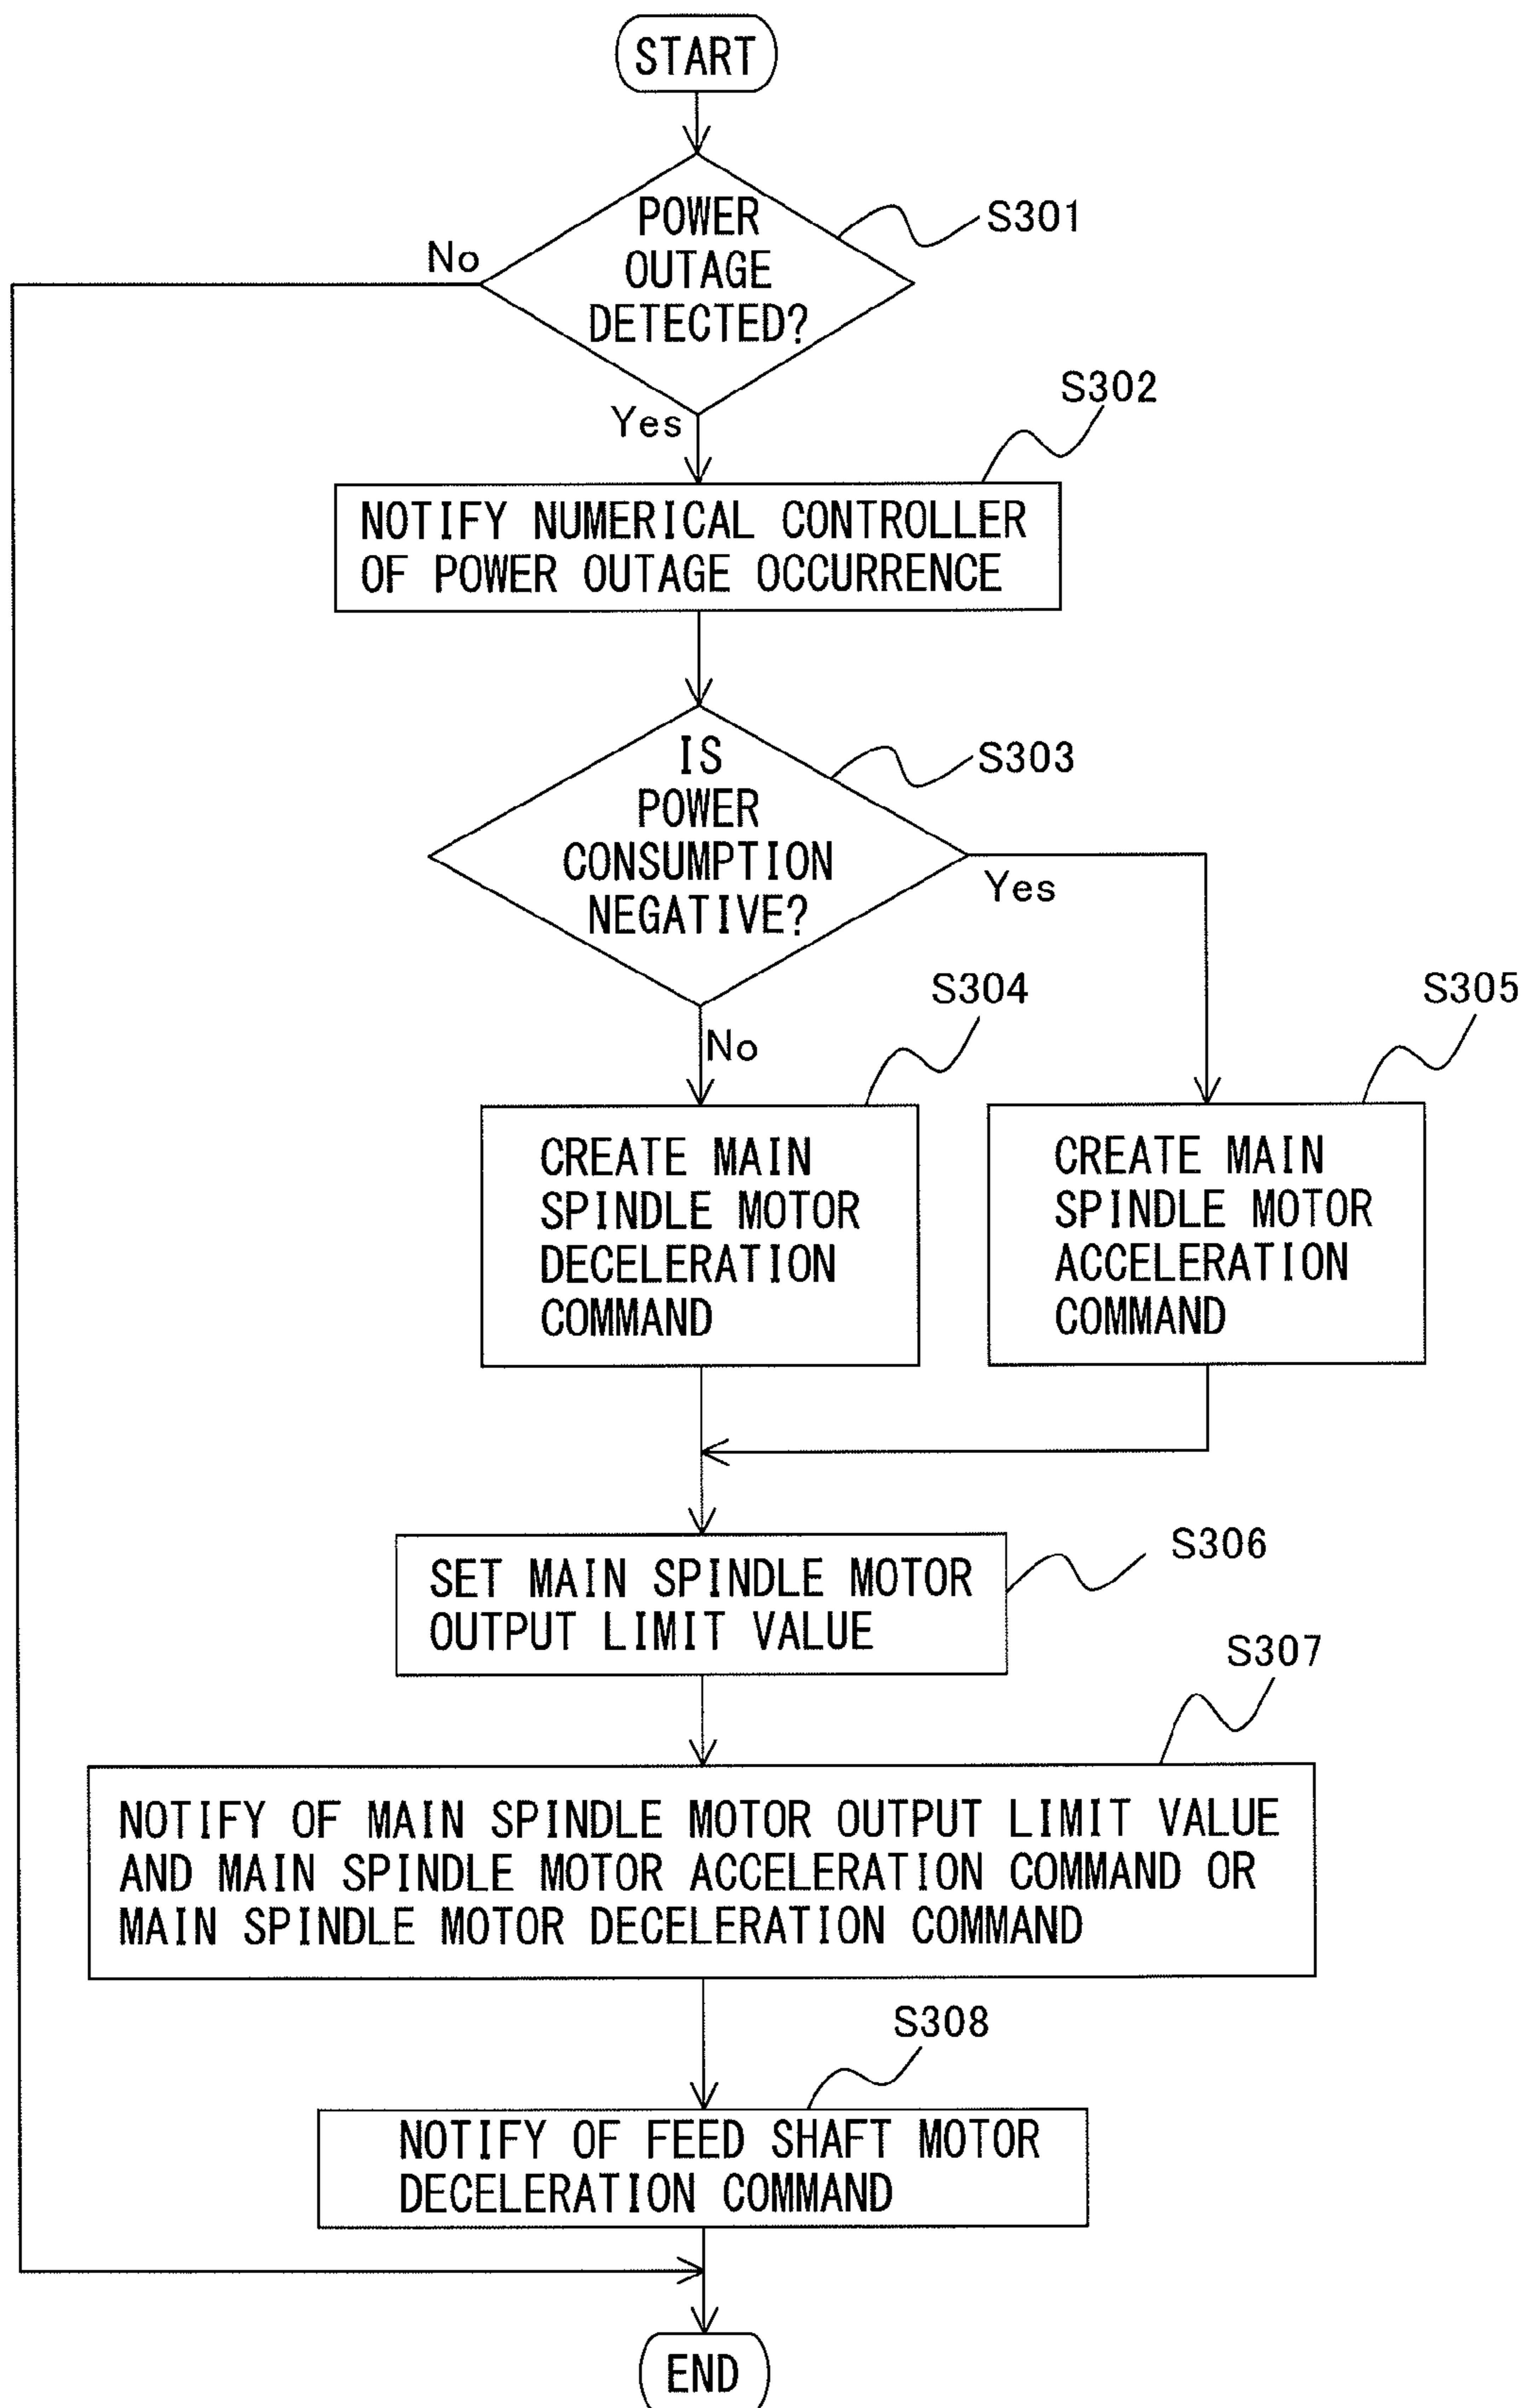 START
POWER
OUTAGE
DETECTED?
S301
No
Yes
S302
NOTIFY NUMERICAL CONTROLLER
OF POWER OUTAGE OCCURRENCE
IS
POWER
CONSUMPTION
NEGATIVE?
S303
Yes
No
S304
CREATE MAIN
SPINDLE MOTOR
DECELERATION
COMMAND
S305
CREATE MAIN
SPINDLE MOTOR
ACCELERATION
COMMAND
S306
SET MAIN SPINDLE MOTOR
OUTPUT LIMIT VALUE
S307
NOTIFY OF MAIN SPINDLE MOTOR OUTPUT LIMIT VALUE
AND MAIN SPINDLE MOTOR ACCELERATION COMMAND OR
MAIN SPINDLE MOTOR DECELERATION COMMAND
S308
NOTIFY OF FEED SHAFT MOTOR
DECELERATION COMMAND
END